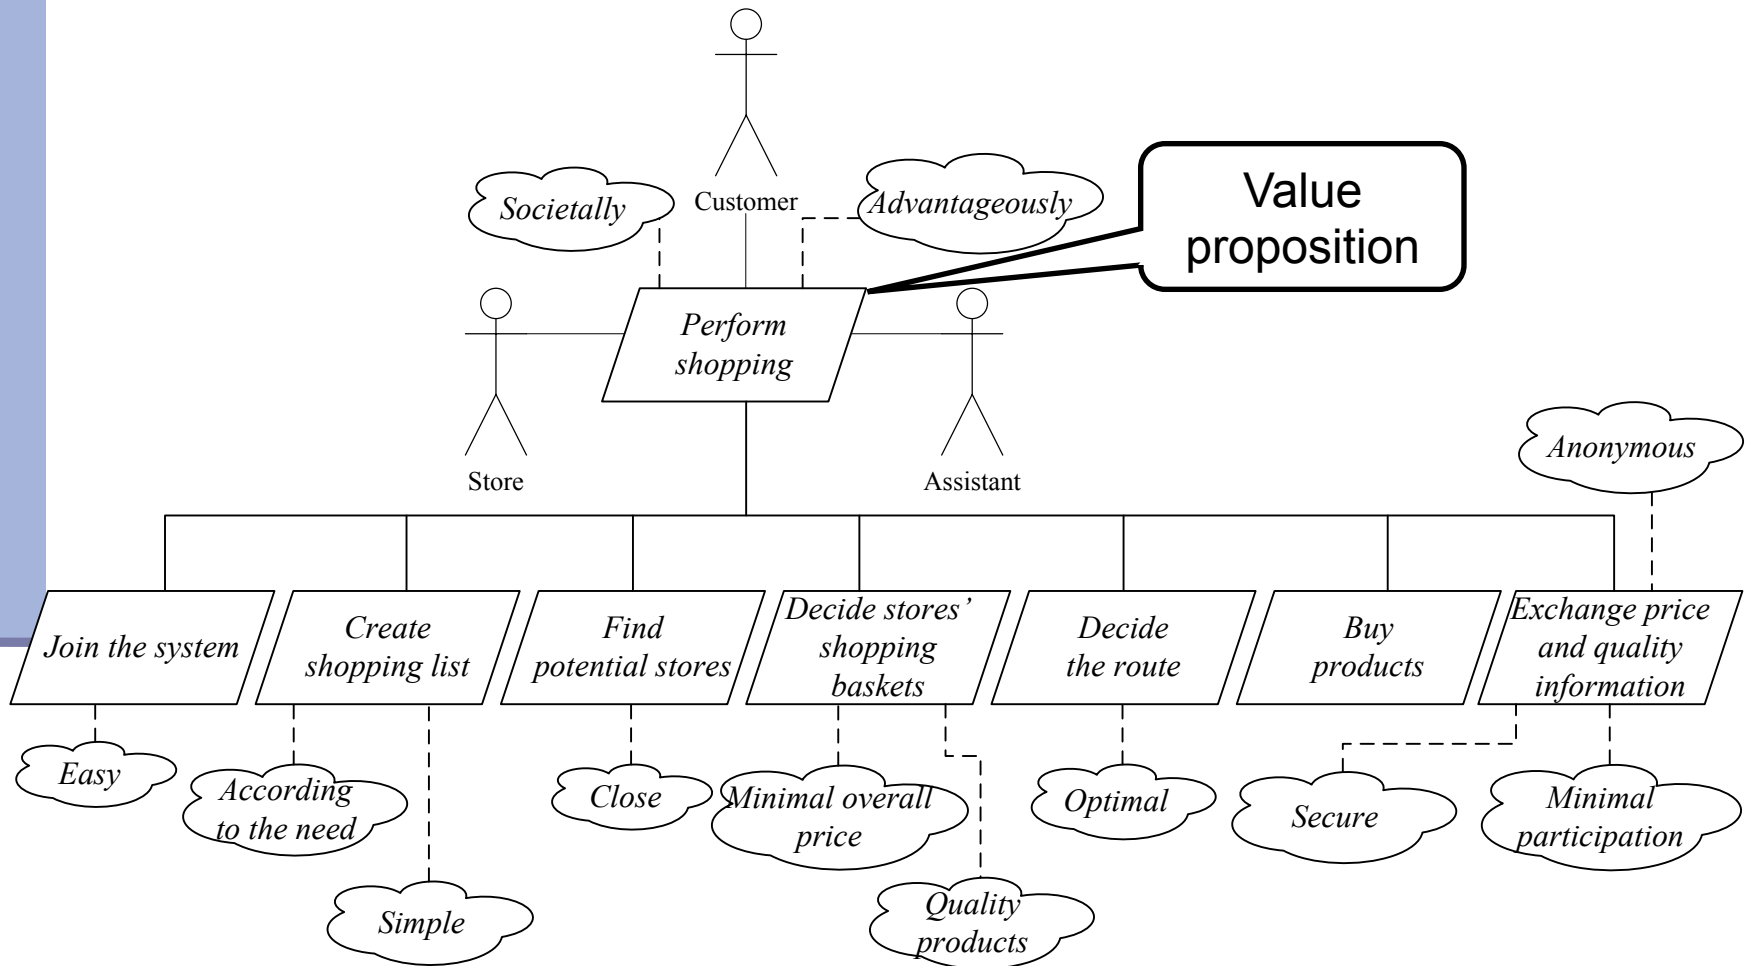 Customer
Societally
Advantageously
Value
proposition
Perform
shopping
Store
Assistant
Anonymous
Join the system
Create
shopping list
Find
potential stores
Decide stores’
shopping
baskets
Decide
the route
Buy
products
Exchange price
and quality
information
Easy
According
to the need
Simple
Close
Minimal overall
price
Quality
products
Optimal
Secure
Minimal
participation